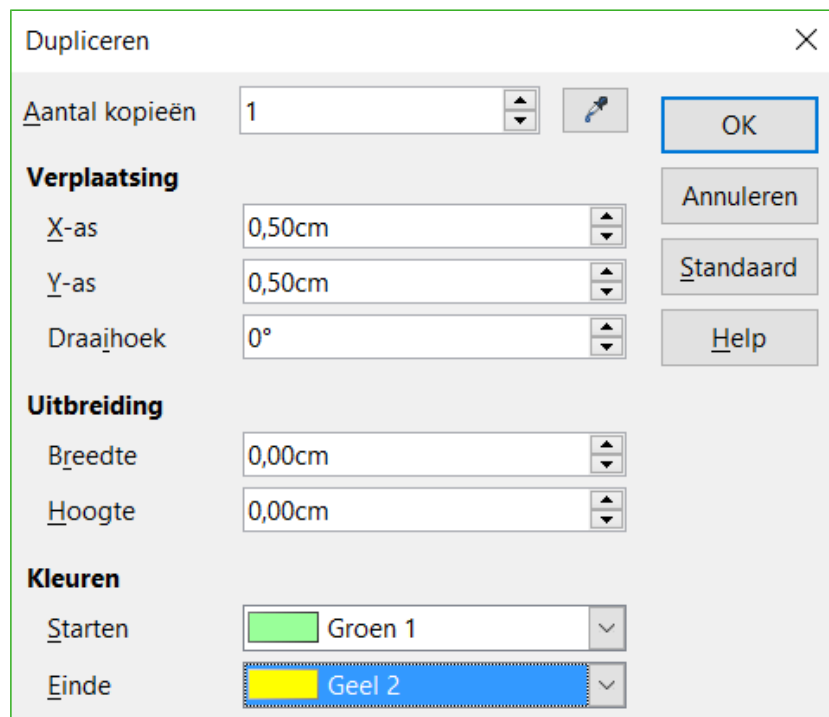 Dupliceren
Aantal kopieën 1
OK
Verplaatsing
Annuleren
X-as 0,50cm
Y-as 0,50cm
Standaard
Draaihoek 0°
Help
Uitbreiding
Breedte 0,00cm
Hoogte 0,00cm
Kleuren
Starten Groen 1
Einde Geel 2